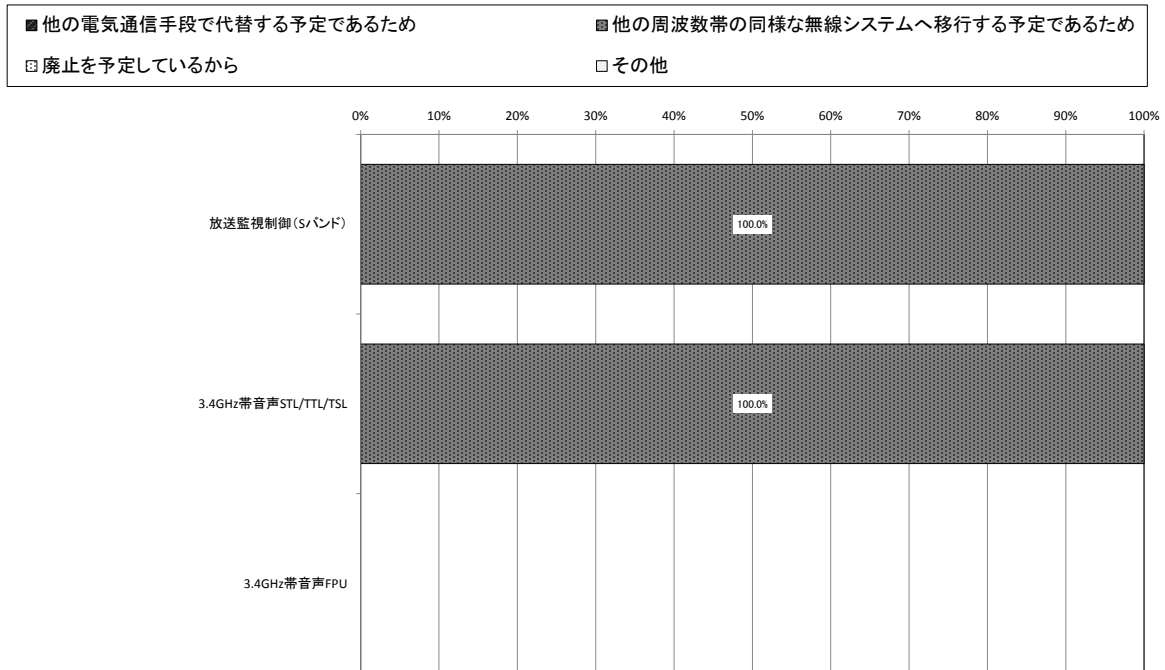 ■他の電気通信手段で代替する予定であるため ■他の周波数帯の同様な無線システムへ移行する予定であるため
□廃止を予定しているから □その他
0% 10% 20% 30% 40% 50% 60% 70% 80% 90% 100%
放送監視制御(Sバンド) 100.0%
3.4GHz帯音声STL/TTL/TSL 100.0%
3.4GHz帯音声FPU